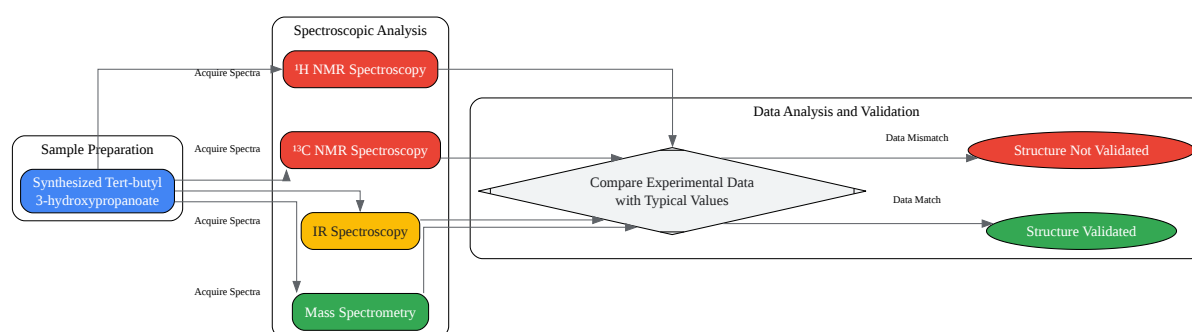 Spectroscopic Analysis
Acquire Spectra
¹H NMR Spectroscopy
Data Analysis and Validation
Sample Preparation
Acquire Spectra
¹³C NMR Spectroscopy
Data Mismatch
Structure Not Validated
Synthesized Tert-butyl
3-hydroxypropanoate
Compare Experimental Data
with Typical Values
Acquire Spectra
IR Spectroscopy
Data Match
Structure Validated
Acquire Spectra
Mass Spectrometry